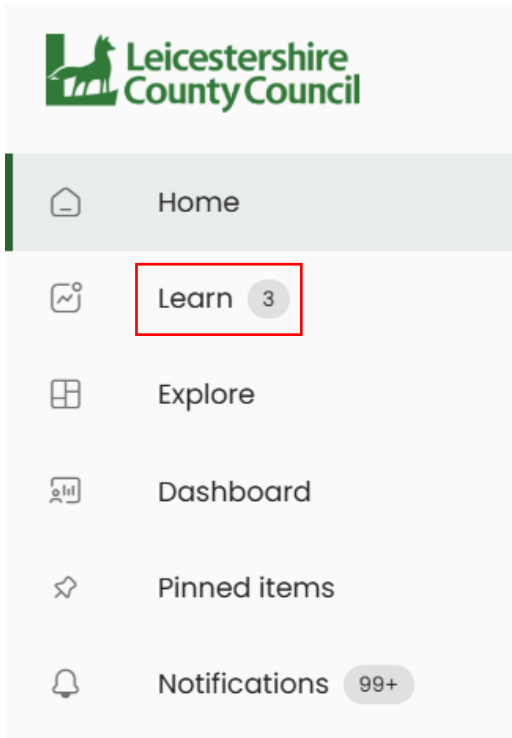 Leicestershire
County Council
Home
Learn 3
Explore
Dashboard
Pinned items
Notifications 99+